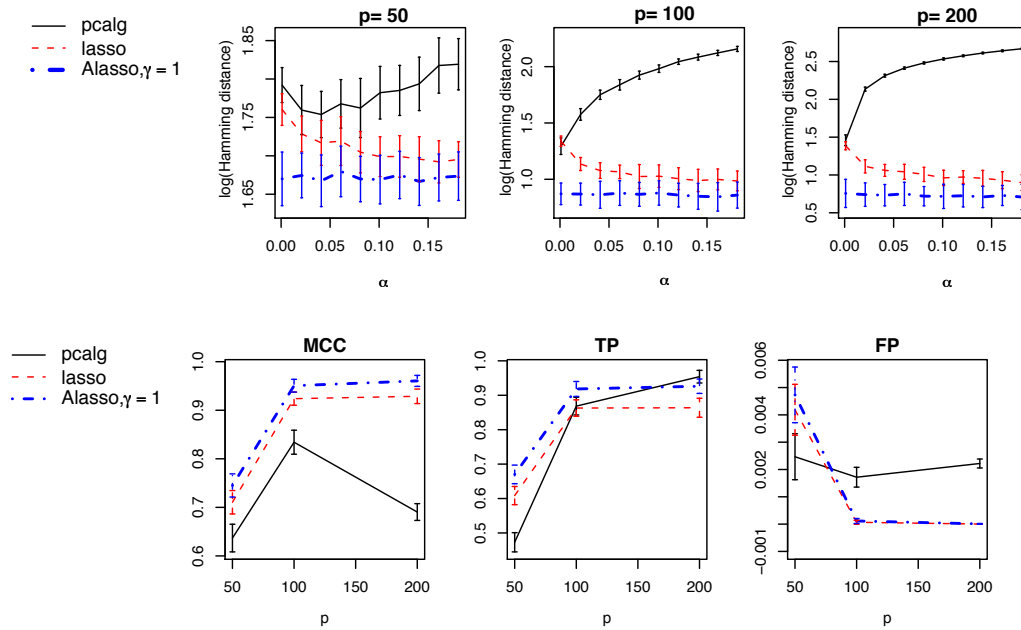 pcalg
lasso
Alasso,γ = 1
p= 50
log(Hamming distance)
1.65
1.75
1.85
0.00
0.05
0.10
0.15
α
p= 100
log(Hamming distance)
1.0
1.5
2.0
0.00
0.05
0.10
0.15
α
p= 200
log(Hamming distance)
0.5
1.0
1.5
2.0
2.5
0.00
0.05
0.10
0.15
α
pcalg
lasso
Alasso,γ = 1
MCC
0.6
0.7
0.8
0.9
1.0
50
100
150
200
p
TP
0.5
0.6
0.7
0.8
0.9
1.0
50
100
150
200
p
FP
−0.001
0.002
0.004
0.006
50
100
150
200
p